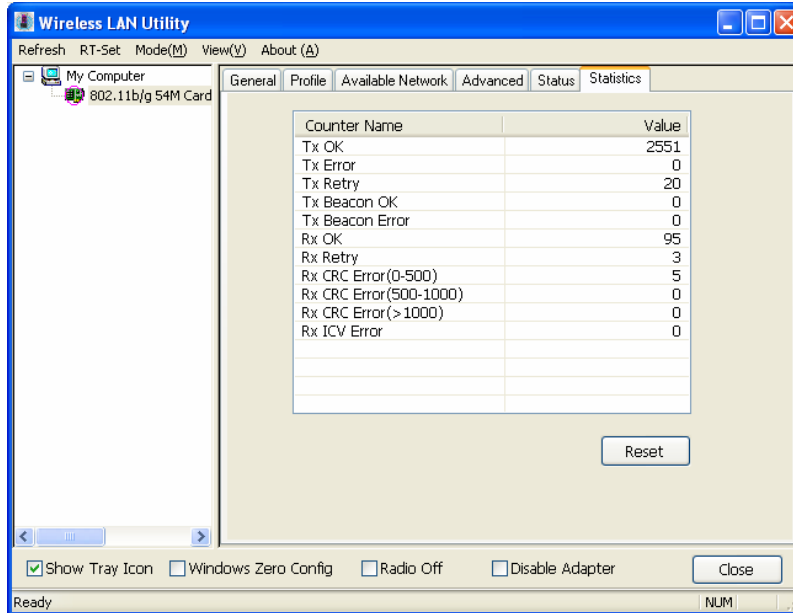 Wireless LAN Utility
Refresh RT-Set Mode(M) View(V) About (A)
My Computer
802.11b/g 54M Card
General Profile Available Network Advanced Status Statistics
Counter Name Value
Tx OK 2551
Tx Error 0
Tx Retry 20
Tx Beacon OK 0
Tx Beacon Error 0
Rx OK 95
Rx Retry 3
Rx CRC Error(0-500) 5
Rx CRC Error(500-1000) 0
Rx CRC Error(>1000) 0
Rx ICV Error 0
Reset
Show Tray Icon Windows Zero Config Radio Off Disable Adapter Close
Ready NUM